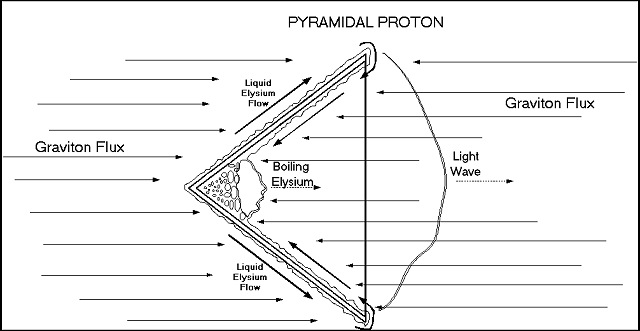 PYRAMIDAL PROTON
Liquid
Elysium
Flow
Graviton Flux
Graviton Flux
Boiling
Elysium
Light
Wave
Liquid
Elysium
Flow